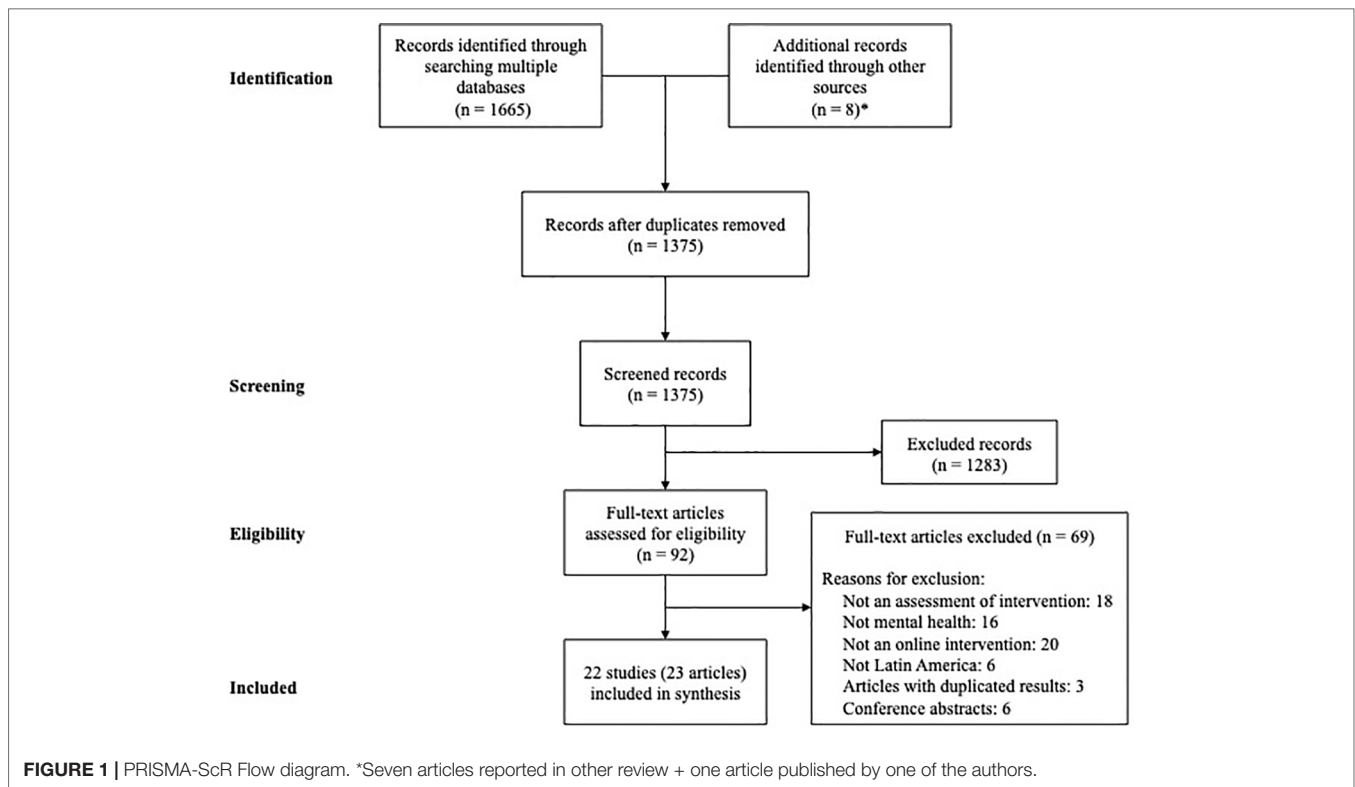 Identification
Records identified through
searching multiple
databases
(n = 1665)
Additional records
identified through other
sources
(n = 8)*
Records after duplicates removed
(n = 1375)
Screening
Screened records
(n = 1375)
Excluded records
(n = 1283)
Eligibility
Full-text articles
assessed for eligibility
(n = 92)
Full-text articles excluded (n = 69)
Reasons for exclusion:
Not an assessment of intervention: 18
Not mental health: 16
Not an online intervention: 20
Not Latin America: 6
Articles with duplicated results: 3
Conference abstracts: 6
Included
22 studies (23 articles)
included in synthesis
FIGURE 1 | PRISMA-ScR Flow diagram. *Seven articles reported in other review + one article published by one of the authors.